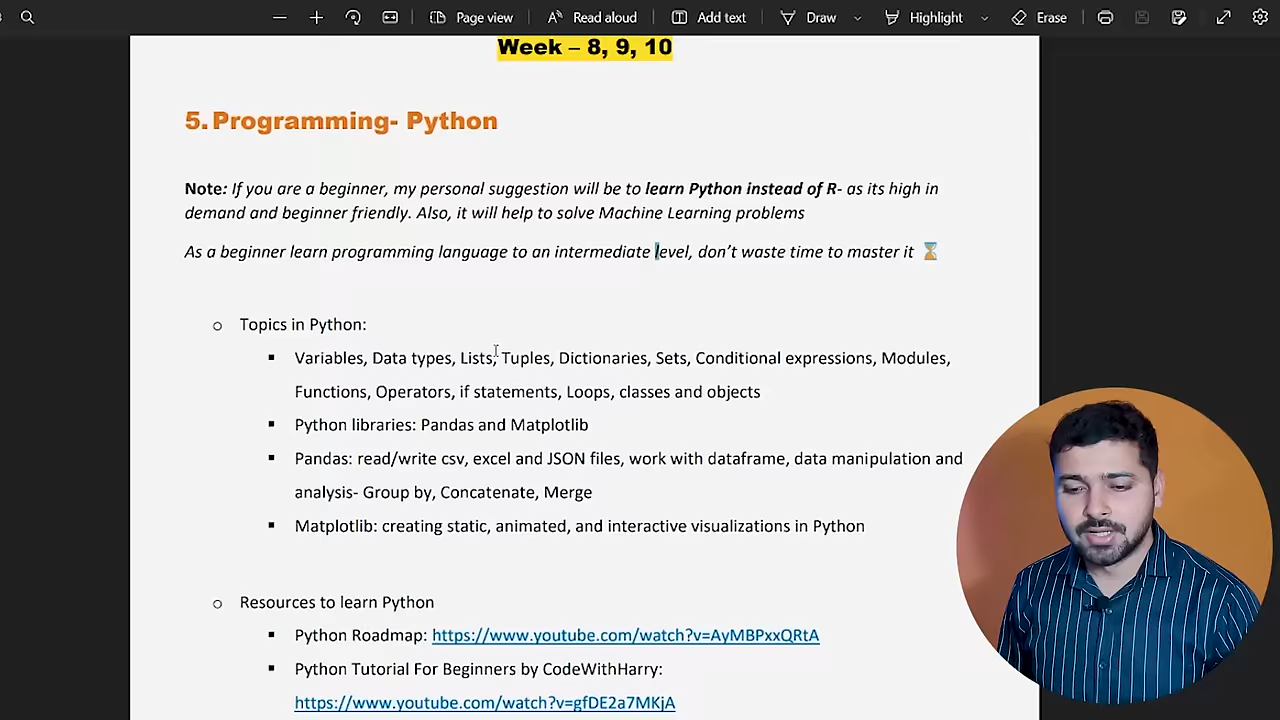 Page view
Read aloud
Add text
Draw
Highlight
Erase
Week – 8, 9, 10
5. Programming- Python
Note: If you are a beginner, my personal suggestion will be to learn Python instead of R- as its high in
demand and beginner friendly. Also, it will help to solve Machine Learning problems
As a beginner learn programming language to an intermediate level, don’t waste time to master it ⏳
o Topics in Python:
▪ Variables, Data types, Lists, Tuples, Dictionaries, Sets, Conditional expressions, Modules,
Functions, Operators, if statements, Loops, classes and objects
▪ Python libraries: Pandas and Matplotlib
▪ Pandas: read/write csv, excel and JSON files, work with dataframe, data manipulation and
analysis- Group by, Concatenate, Merge
▪ Matplotlib: creating static, animated, and interactive visualizations in Python
o Resources to learn Python
▪ Python Roadmap: https://www.youtube.com/watch?v=AyMBPxxQRtA
▪ Python Tutorial For Beginners by CodeWithHarry:
https://www.youtube.com/watch?v=gfDE2a7MKjA